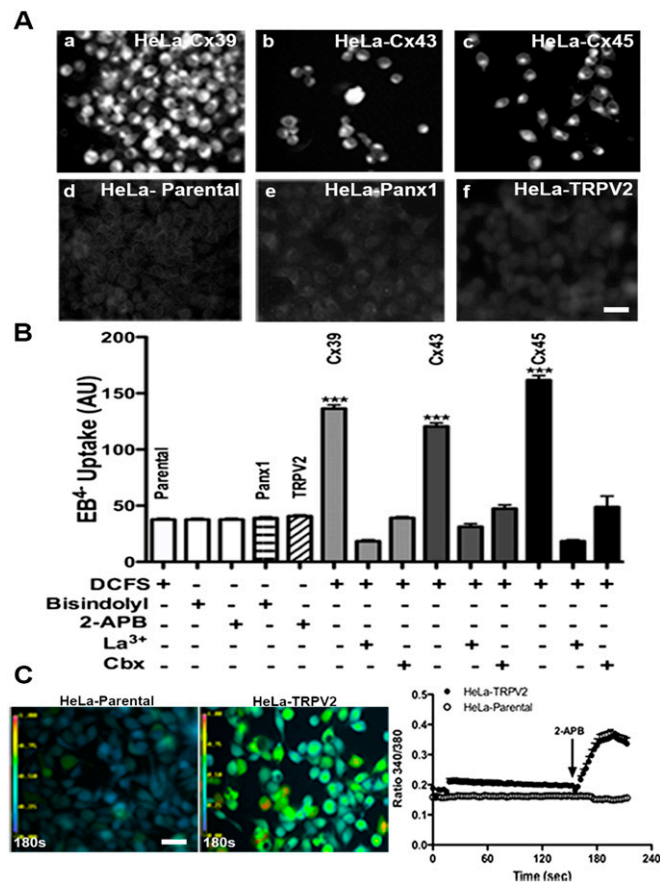 A
a HeLa-Cx39
b HeLa-Cx43
c HeLa-Cx45
d HeLa- Parental
e HeLa-Panx1
f HeLa-TRPV2
B
EB⁴⁻ Uptake (AU)
200
150
100
50
0
Parental
Panx1
TRPV2
Cx39
***
Cx43
***
Cx45
***
DCFS + - - - - + + + + + + + + +
Bisindolyl - + - + - - - - - - - - - -
2-APB - - + - + - - - - - - - - -
La³⁺ - - - - - - + - - + - - + -
Cbx - - - - - - - + - - + - - +
C
HeLa-Parental
HeLa-TRPV2
180s
180s
HeLa-TRPV2
HeLa-Parental
Ratio 340/380
0.5
0.4
0.3
0.2
0.1
0.0
2-APB
0 60 120 180 240
Time (sec)